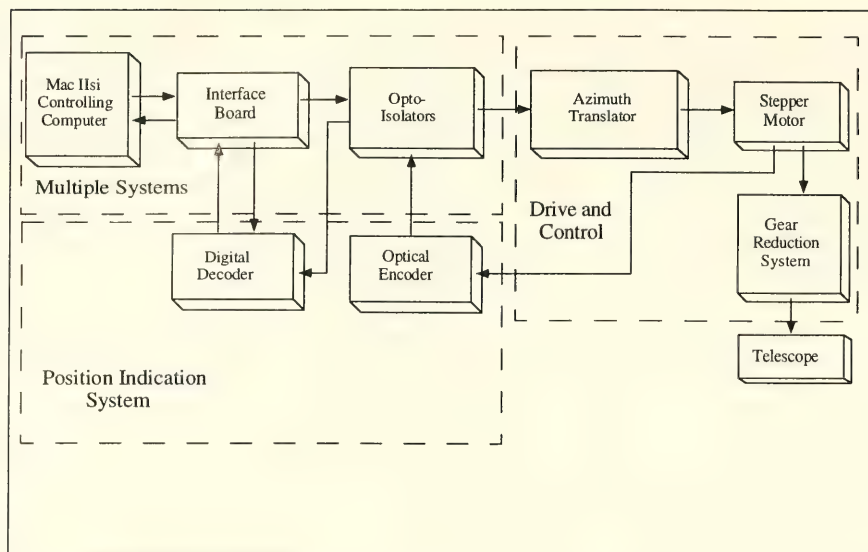 Mac IIsi
Controlling
Computer
Interface
Board
Opto-
Isolators
Azimuth
Translator
Stepper
Motor
Multiple Systems
Drive and
Control
Gear
Reduction
System
Digital
Decoder
Optical
Encoder
Telescope
Position Indication
System